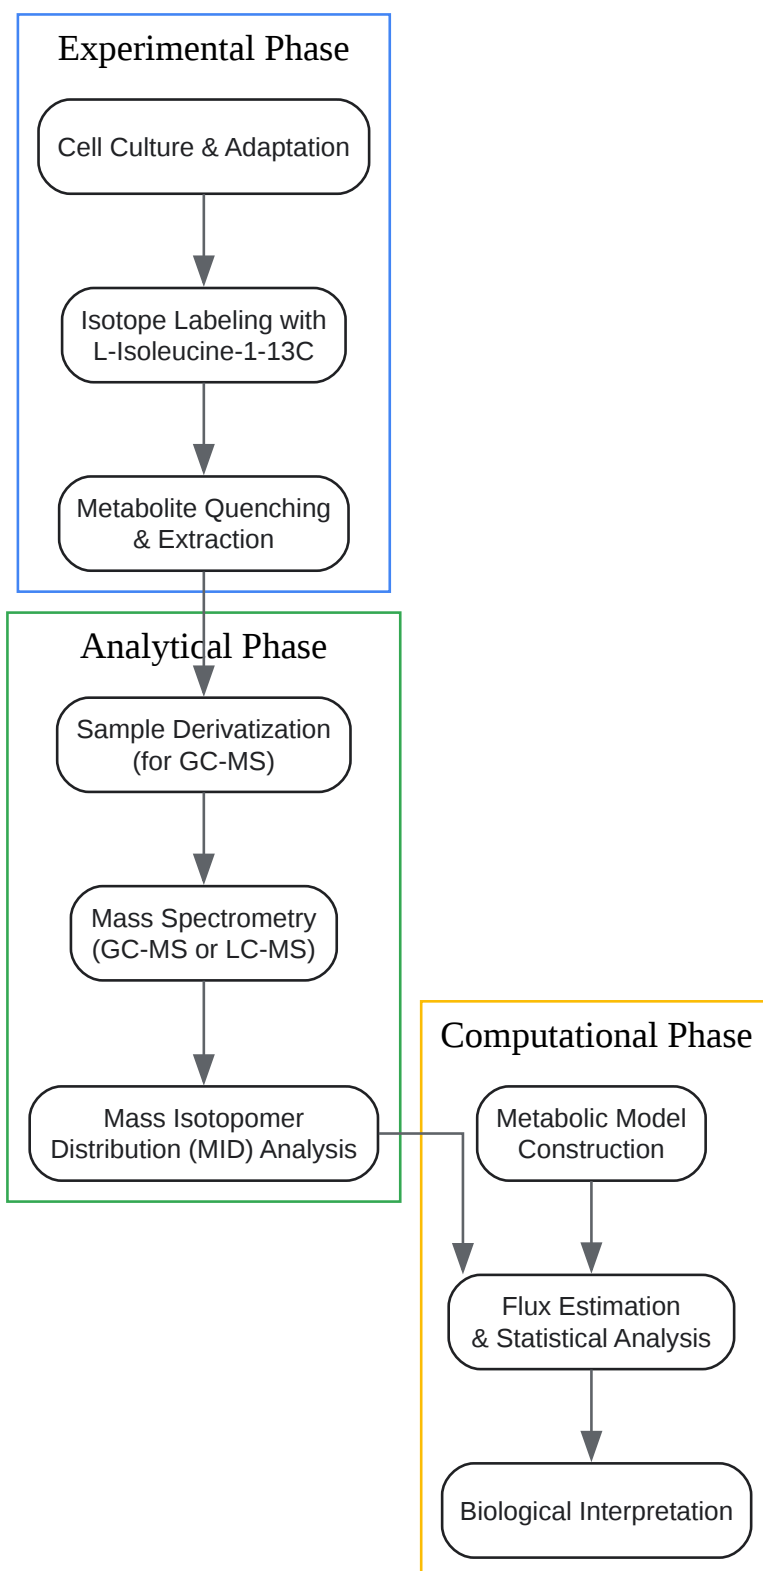 Experimental Phase
Cell Culture & Adaptation
Isotope Labeling with
L-Isoleucine-1-13C
Metabolite Quenching
& Extraction
Analytical Phase
Sample Derivatization
(for GC-MS)
Mass Spectrometry
(GC-MS or LC-MS)
Mass Isotopomer
Distribution (MID) Analysis
Computational Phase
Metabolic Model
Construction
Flux Estimation
& Statistical Analysis
Biological Interpretation